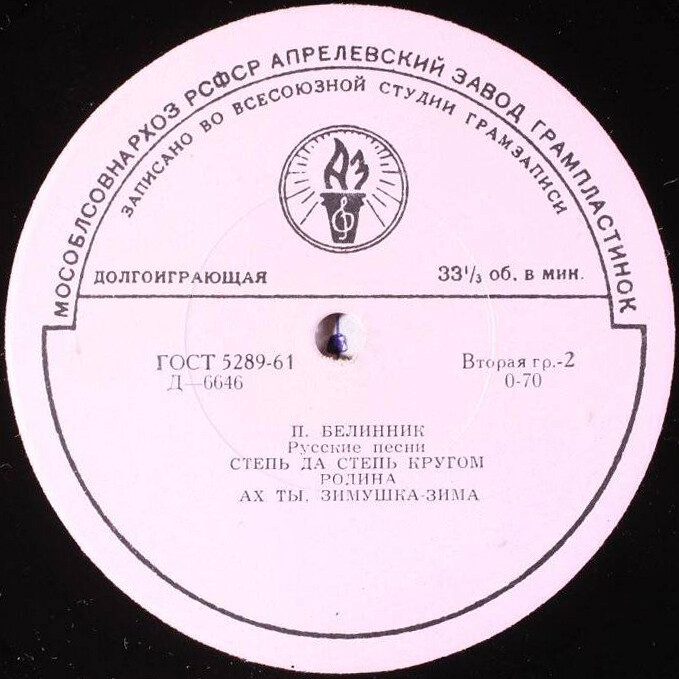 МОСОБЛСОВНАРХОЗ РСФСР АПРЕЛЕВСКИЙ ЗАВОД ГРАМПЛАСТИНОК
ЗАПИСАНО ВО ВСЕСОЮЗНОЙ СТУДИИ ГРАМЗАПИСИ
АЗ
ДОЛГОИГРАЮЩАЯ
33⅓ об. в мин.
ГОСТ 5289-61
Вторая гр.-2
Д—6646
0-70
П. БЕЛИННИК
Русские песни
СТЕПЬ ДА СТЕПЬ КРУГОМ
РОДИНА
АХ ТЫ, ЗИМУШКА-ЗИМА